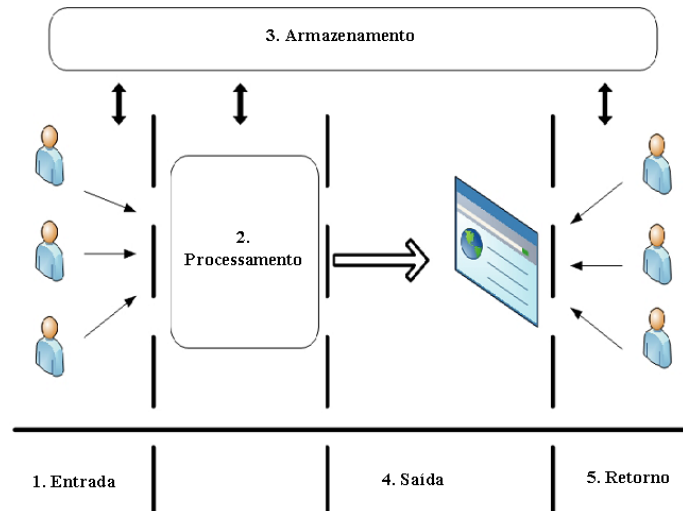 3. Armazenamento
2.
Processamento
1. Entrada
4. Saída
5. Retorno